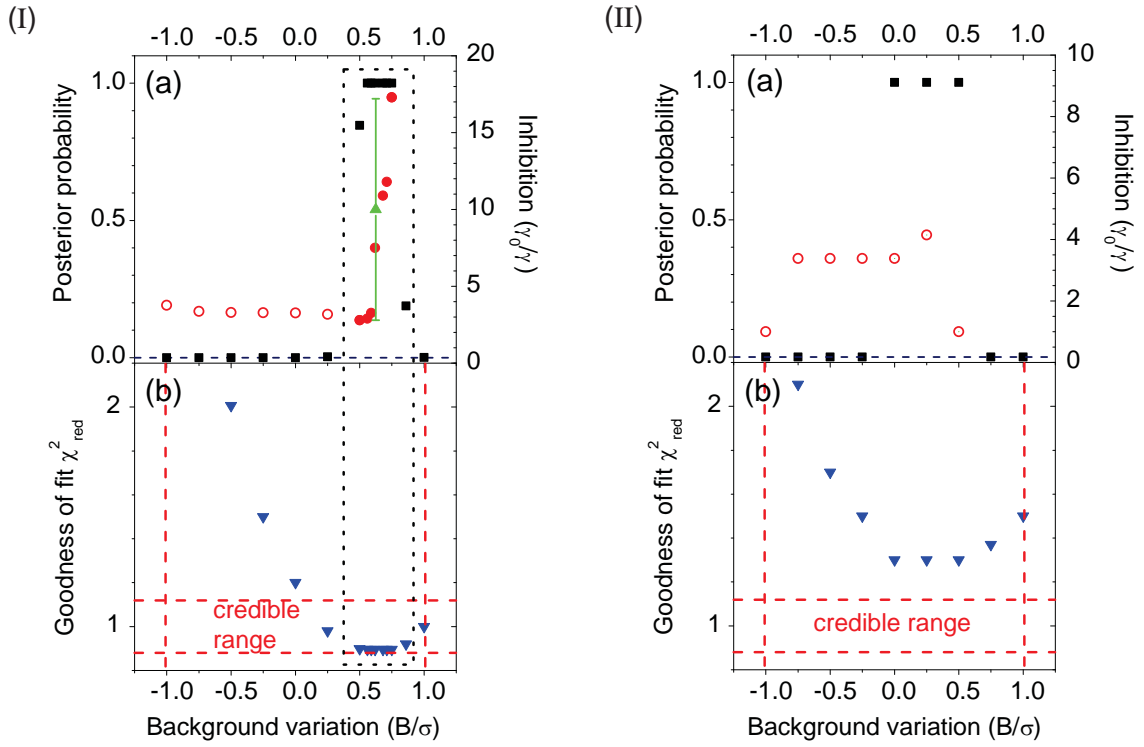 (I)
-1.0 -0.5 0.0 0.5 1.0
(a)
Posterior probability
1.0
0.5
0.0
20
15
10
5
0
Inhibition (γ0/γ)
(b)
Goodness of fit χ²red
2
1
credible
range
-1.0 -0.5 0.0 0.5 1.0
Background variation (B/σ)
(II)
-1.0 -0.5 0.0 0.5 1.0
(a)
Posterior probability
1.0
0.5
0.0
10
8
6
4
2
0
Inhibition (γ0/γ)
(b)
Goodness of fit χ²red
2
1
credible range
-1.0 -0.5 0.0 0.5 1.0
Background variation (B/σ)